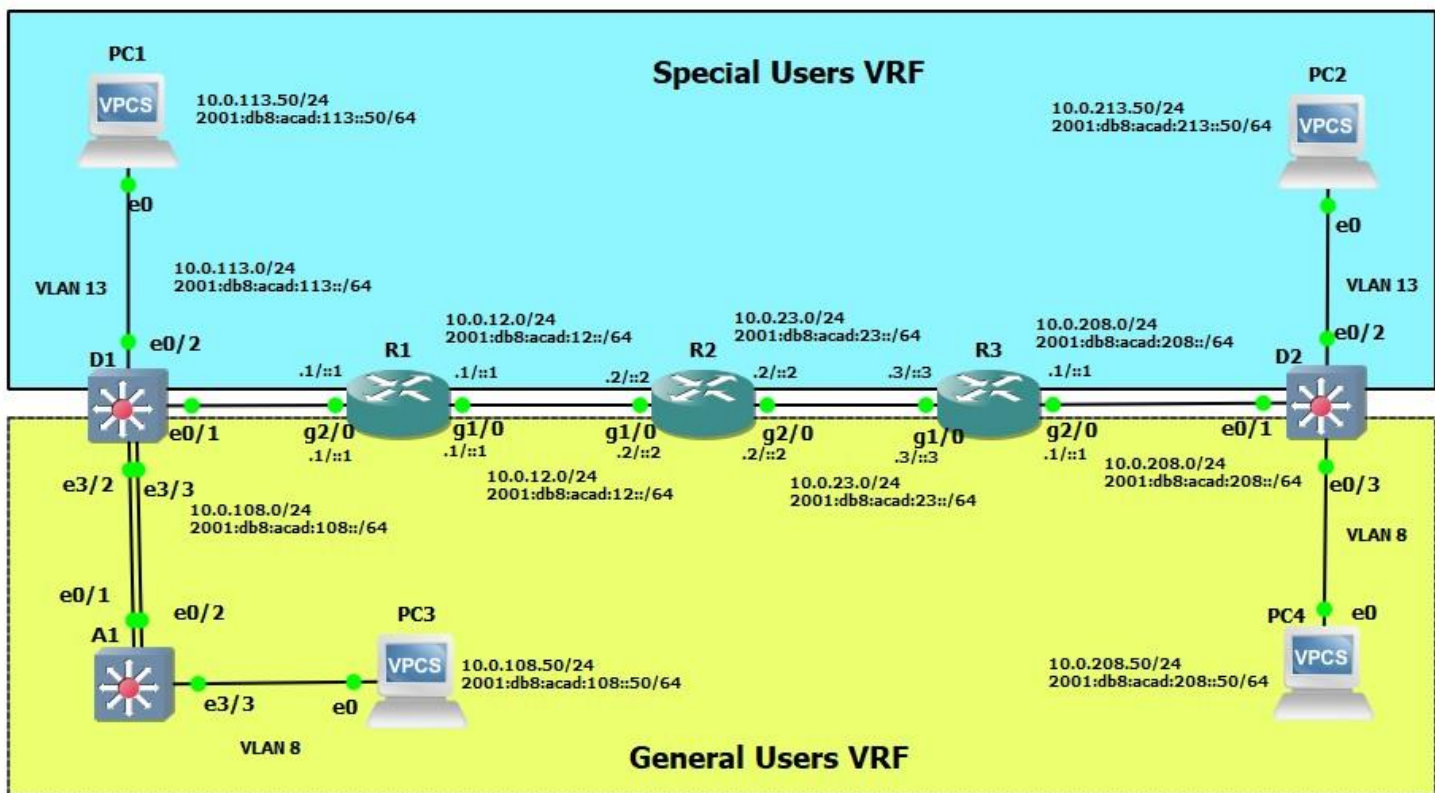 PC1
Special Users VRF
PC2
VPCS
10.0.113.50/24
2001:db8:acad:113::50/64
10.0.213.50/24
2001:db8:acad:213::50/64
VPCS
e0
e0
VLAN 13
10.0.113.0/24
2001:db8:acad:113::/64
VLAN 13
e0/2
10.0.12.0/24
2001:db8:acad:12::/64
10.0.23.0/24
2001:db8:acad:23::/64
10.0.208.0/24
2001:db8:acad:208::/64
e0/2
D1
R1
R2
R3
D2
.1/::1
.1/::1
.2/::2
.2/::2
.3/::3
.1/::1
e0/1
g2/0
g1/0
g1/0
g2/0
g1/0
g2/0
e0/1
.1/::1
.1/::1
.2/::2
.2/::2
.3/::3
.1/::1
e3/2
e3/3
10.0.108.0/24
2001:db8:acad:108::/64
10.0.12.0/24
2001:db8:acad:12::/64
10.0.23.0/24
2001:db8:acad:23::/64
10.0.208.0/24
2001:db8:acad:208::/64
e0/3
VLAN 8
e0/1
e0/2
PC3
PC4
e0
A1
VPCS
10.0.108.50/24
2001:db8:acad:108::50/64
10.0.208.50/24
2001:db8:acad:208::50/64
VPCS
e3/3
e0
VLAN 8
General Users VRF